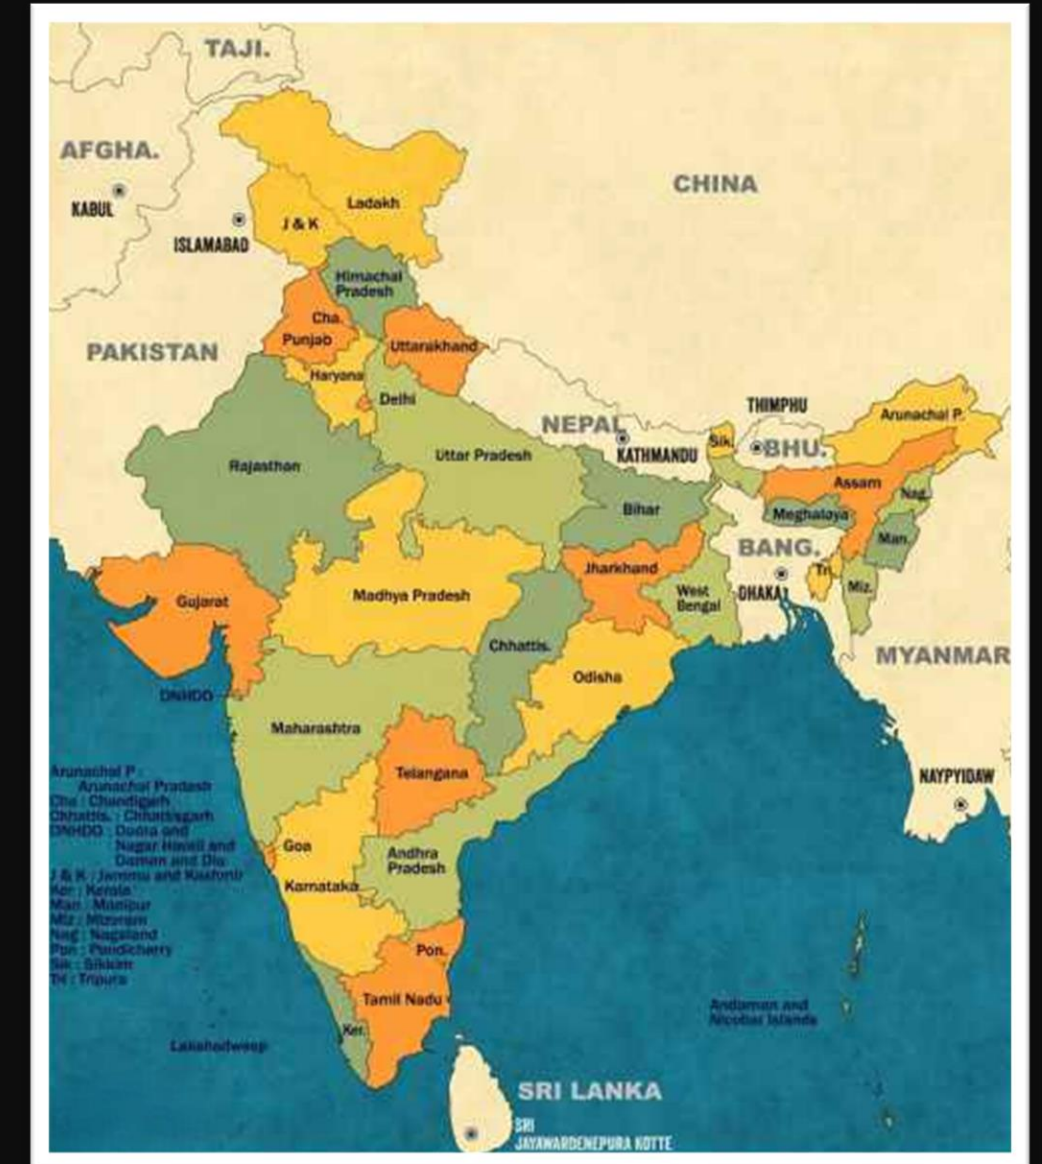 TAJI.
AFGHA.
KABUL
ISLAMABAD
CHINA
Ladakh
J & K
Himachal
Pradesh
Cha.
Punjab
PAKISTAN
Uttarakhand
Haryana
Delhi
NEPAL
KATHMANDU
THIMPHU
BHU.
Sik.
Arunachal P.
Rajasthan
Uttar Pradesh
Assam
Nag.
Bihar
Meghalaya
Man.
BANG.
Jharkhand
Tri.
Miz.
DHAKA
West
Bengal
Gujarat
Madhya Pradesh
Chhattis.
MYANMAR
Odisha
DNHDD
Maharashtra
Telangana
NAYPYIDAW
Arunachal P :
Arunachal Pradash
Cha : Chandigarh
Chhattis. : Chhattisgarh
DNHDD : Dadra and
Nagar Haveli and
Daman and Diu
J & K : Jammu and Kashmir
Ker : Kerala
Man : Manipur
Miz : Mizoram
Nag : Nagaland
Pon : Pondicherry
Sik : Sikkim
Tri : Tripura
Goa
Andhra
Pradesh
Karnataka
Pon.
Tamil Nadu
Ker.
Andaman and
Nicobar Islands
Lakshadweep
SRI LANKA
SRI
JAYAWARDENEPURA KOTTE